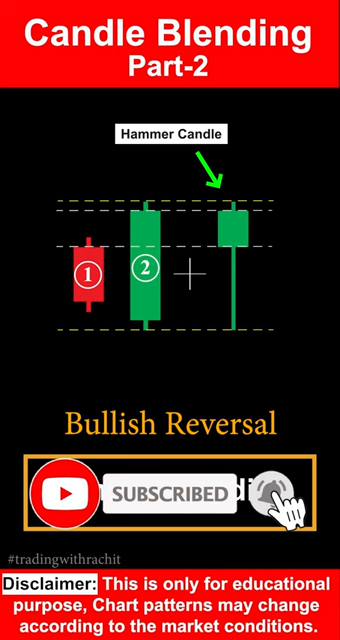 Candle Blending
Part-2
Hammer Candle
1
2
Bullish Reversal
SUBSCRIBED
#tradingwithrachit
Disclaimer: This is only for educational
purpose, Chart patterns may change
according to the market conditions.